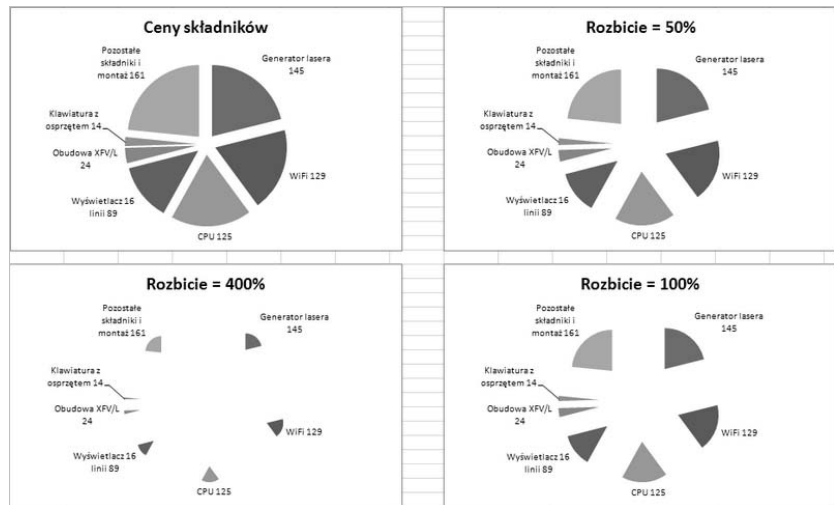 Ceny składników
Pozostałe
składniki i
montaż 161
Generator lasera
145
Klawiatura z
osprzętem 14
Obudowa XFV/L
24
WiFi 129
Wyświetlacz 16
linii 89
CPU 125
Rozbicie = 50%
Pozostałe
składniki i
montaż 161
Generator lasera
145
Klawiatura z
osprzętem 14
Obudowa XFV/L
24
WiFi 129
Wyświetlacz 16
linii 89
CPU 125
Rozbicie = 400%
Pozostałe
składniki i
montaż 161
Generator lasera
145
Klawiatura z
osprzętem 14
Obudowa XFV/L
24
WiFi 129
Wyświetlacz 16
linii 89
CPU 125
Rozbicie = 100%
Pozostałe
składniki i
montaż 161
Generator lasera
145
Klawiatura z
osprzętem 14
Obudowa XFV/L
24
WiFi 129
Wyświetlacz 16
linii 89
CPU 125